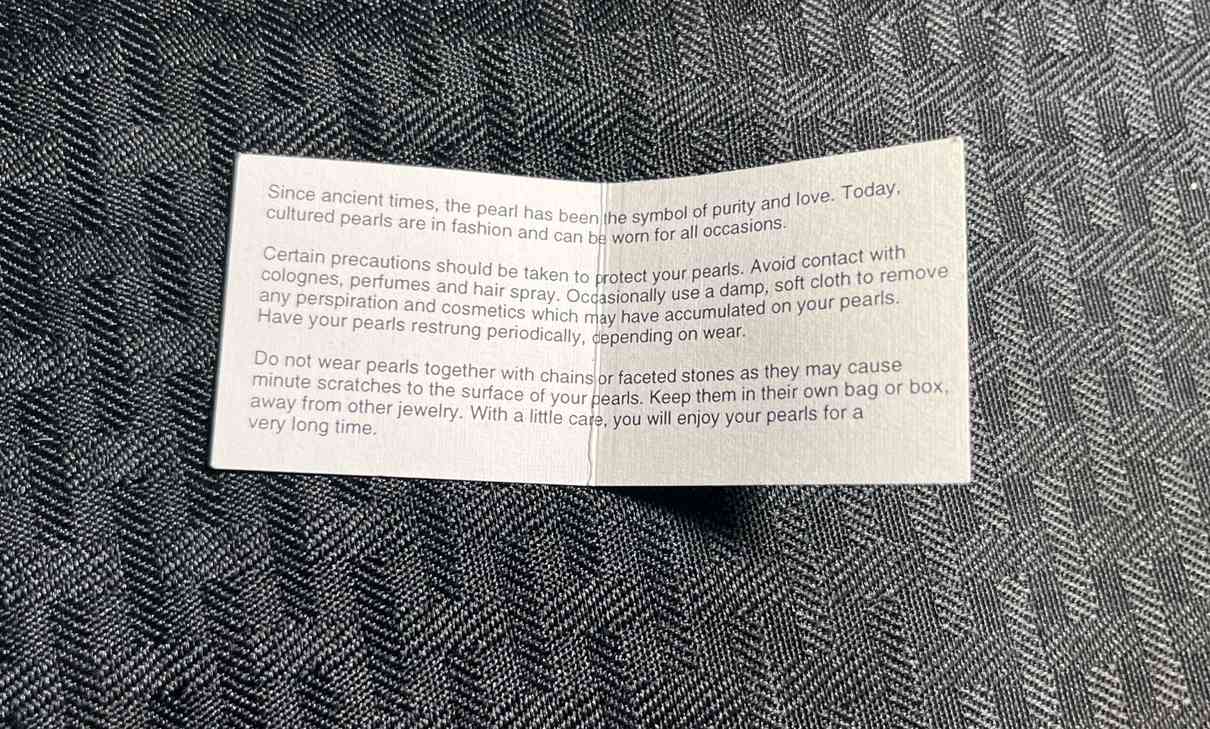 Since ancient times, the pearl has been the symbol of purity and love. Today,
cultured pearls are in fashion and can be worn for all occasions.
Certain precautions should be taken to protect your pearls. Avoid contact with
colognes, perfumes and hair spray. Occasionally use a damp, soft cloth to remove
any perspiration and cosmetics which may have accumulated on your pearls.
Have your pearls restrung periodically, depending on wear.
Do not wear pearls together with chains or faceted stones as they may cause
minute scratches to the surface of your pearls. Keep them in their own bag or box,
away from other jewelry. With a little care, you will enjoy your pearls for a
very long time.